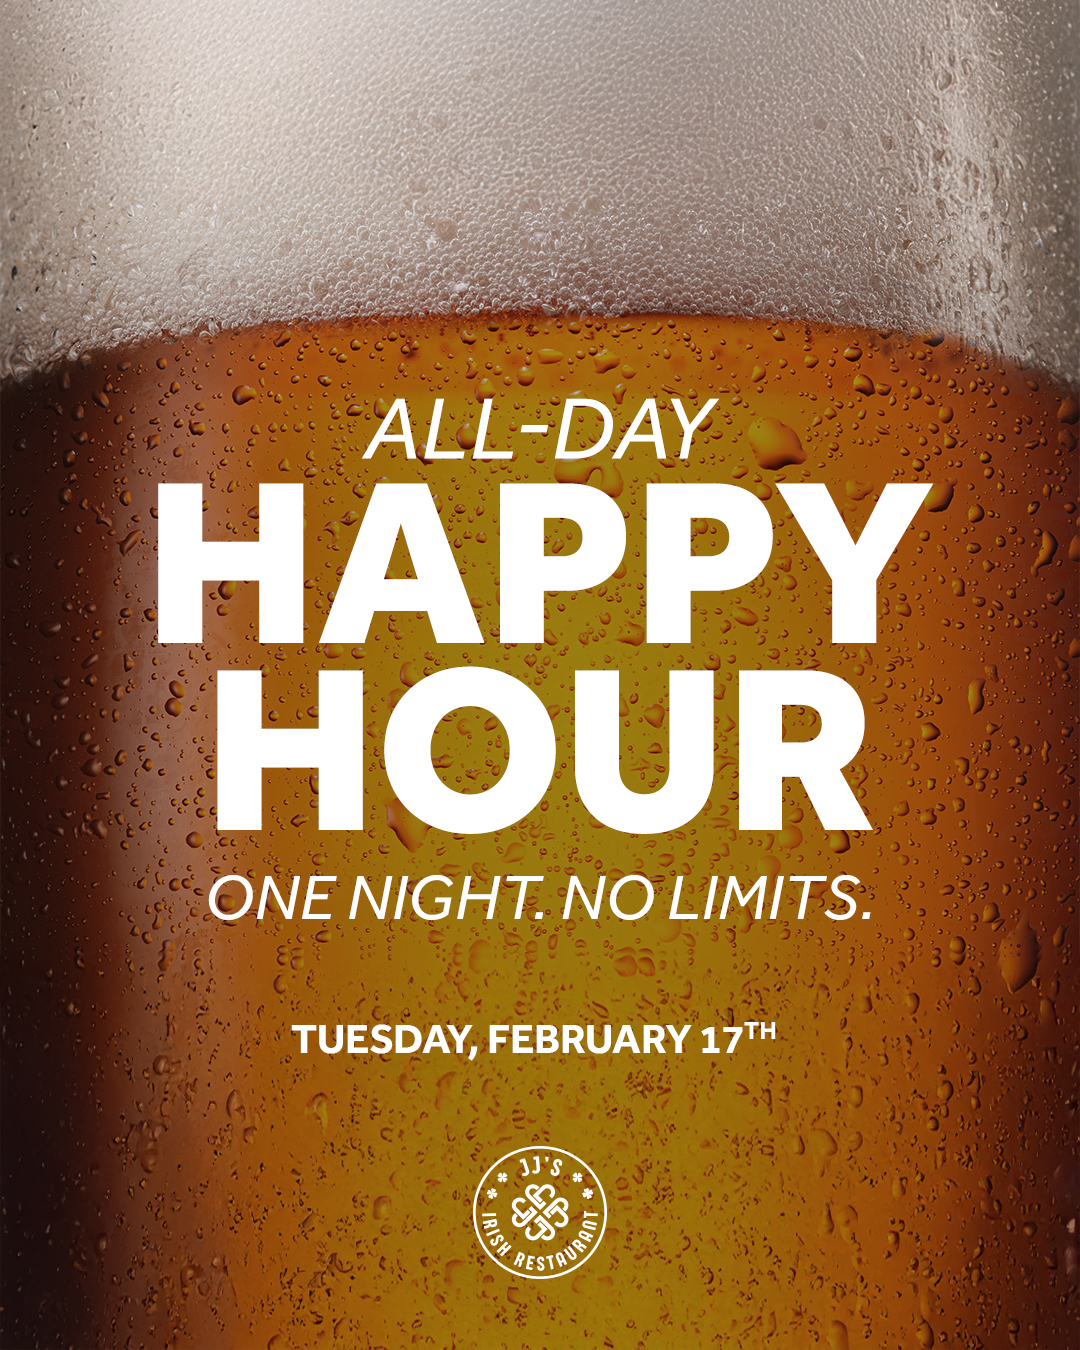 ALL-DAY
HAPPY
HOUR
ONE NIGHT. NO LIMITS.
TUESDAY, FEBRUARY 17TH
JJ'S
IRISH RESTAURANT